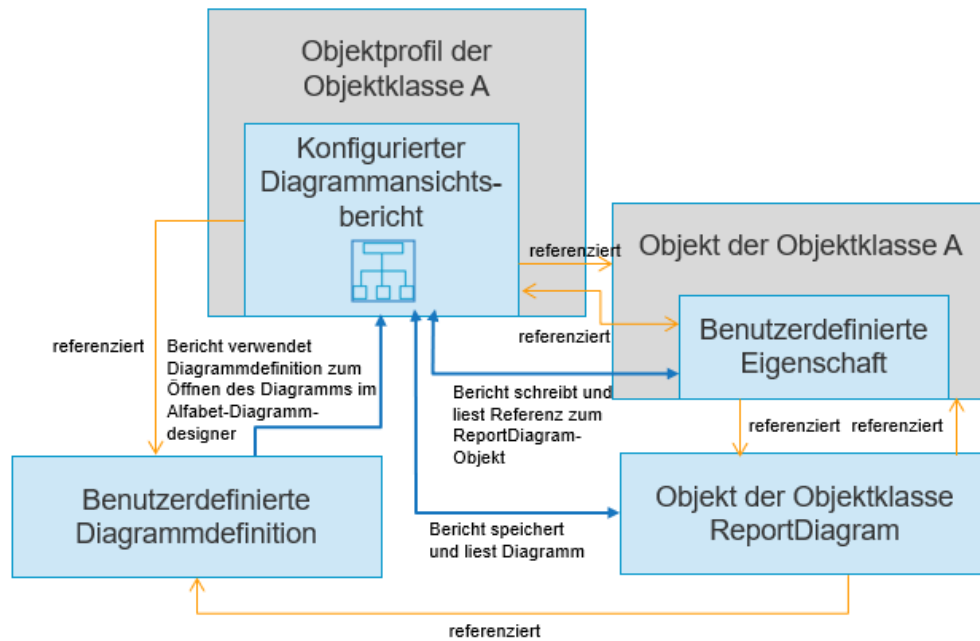 Objektprofil der
Objektklasse A
Konfigurierter
Diagrammansichts-
bericht
referenziert
Objekt der Objektklasse A
Benutzerdefinierte
Eigenschaft
referenziert
referenziert
Bericht verwendet
Diagrammdefinition zum
Öffnen des Diagramms im
Alfabet-Diagramm-
designer
Bericht schreibt und
liest Referenz zum
ReportDiagram-
Objekt
referenziert
referenziert
Benutzerdefinierte
Diagrammdefinition
Bericht speichert
und liest Diagramm
Objekt der Objektklasse
ReportDiagram
referenziert